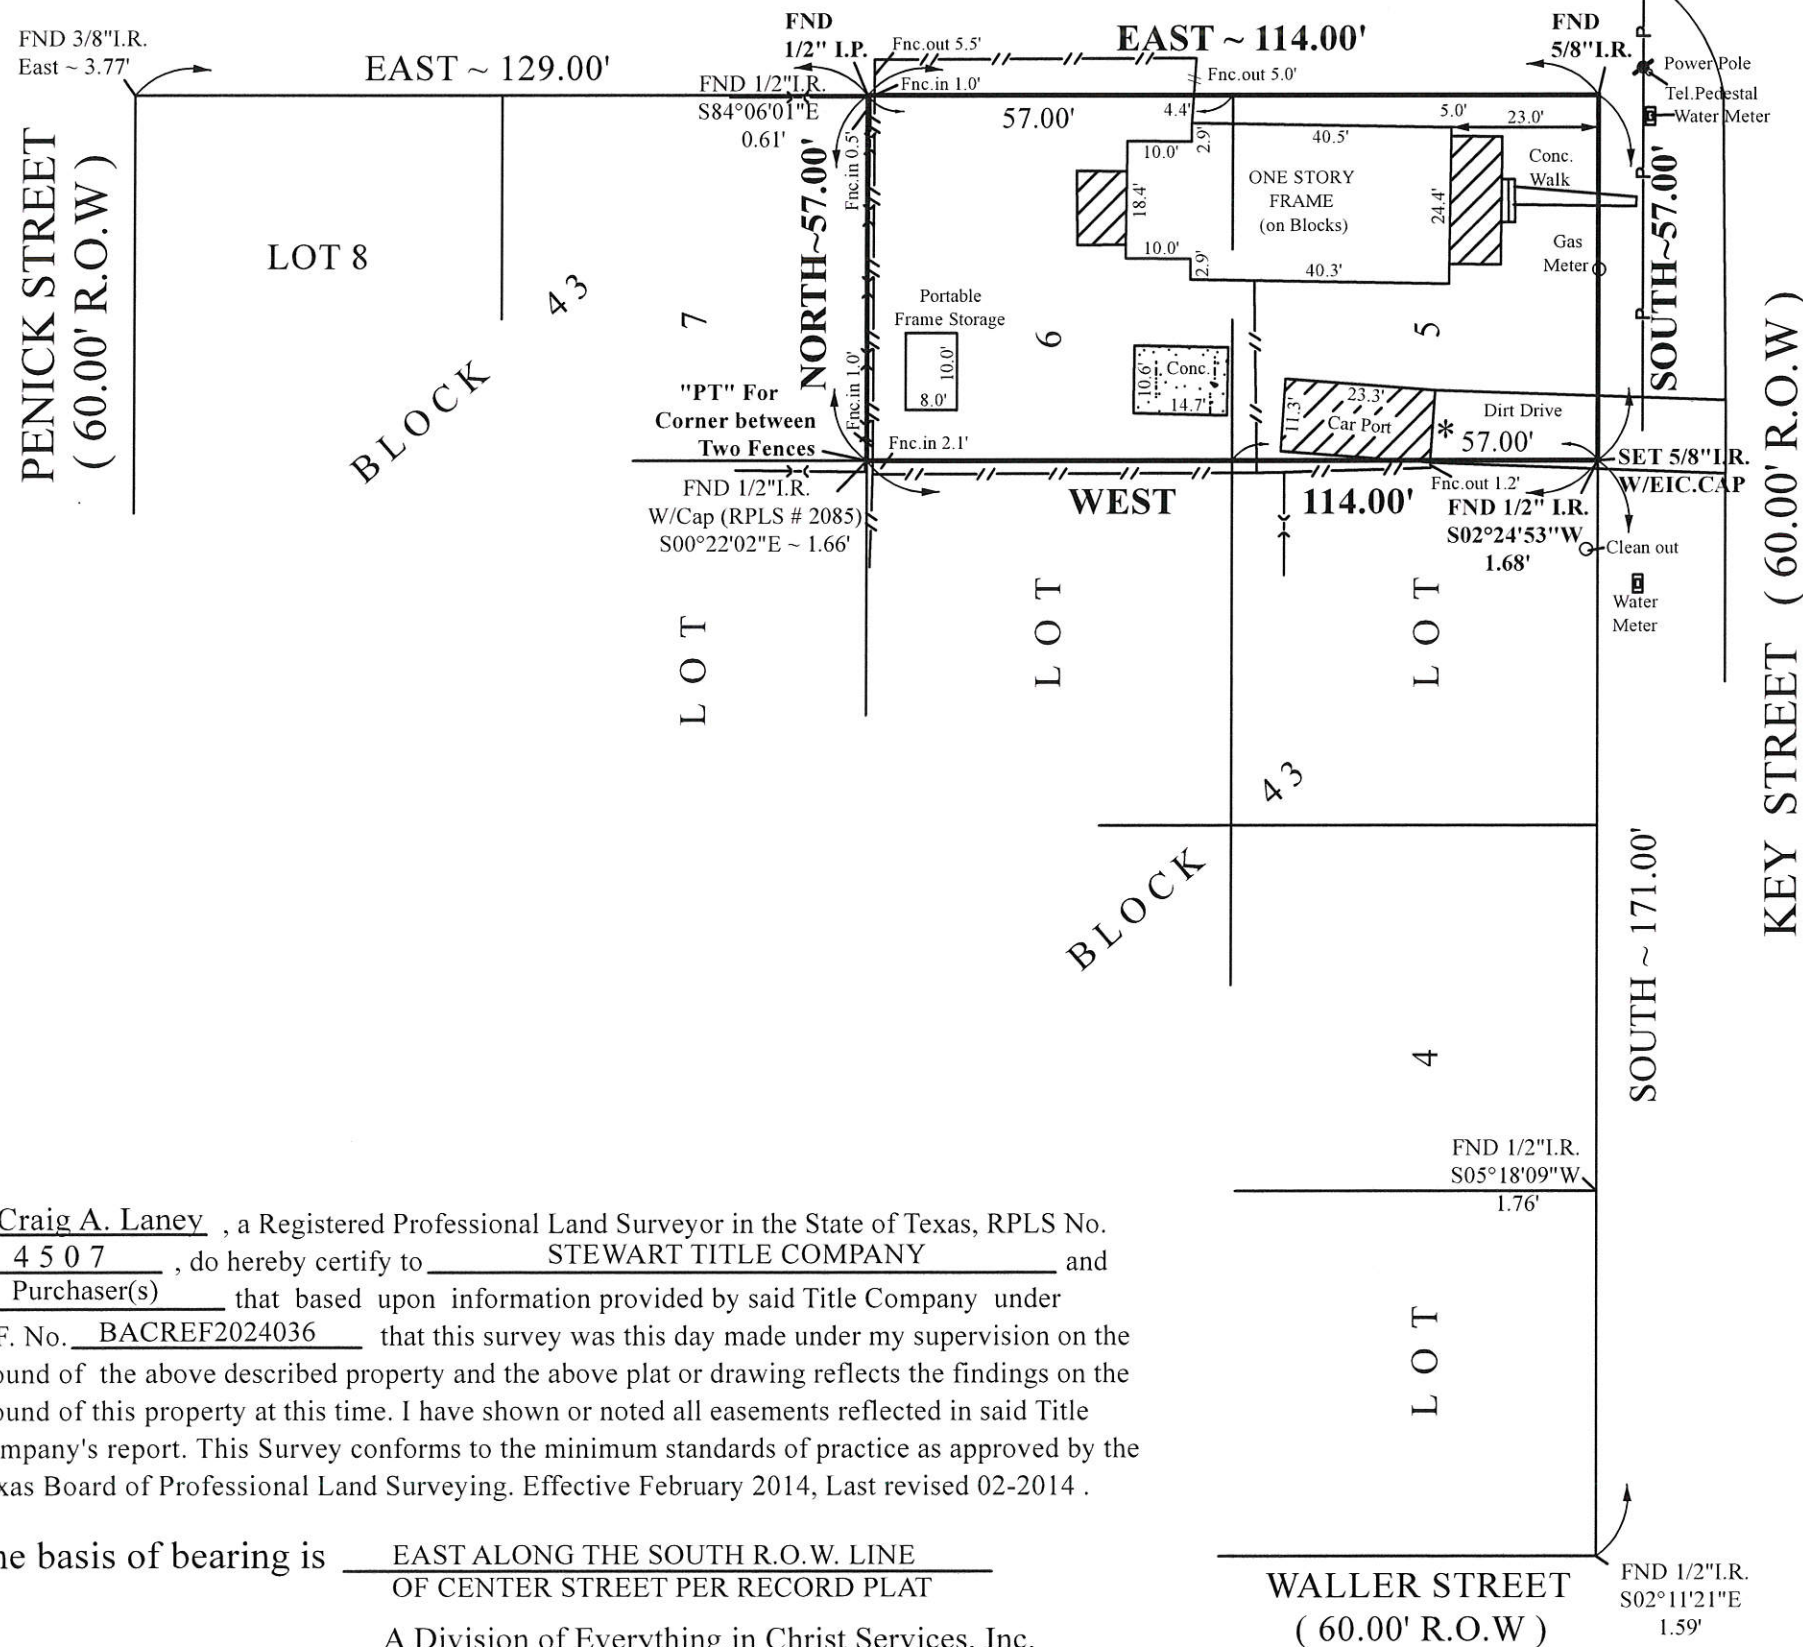 FND 3/8"I.R.
East ~ 3.77'
EAST ~ 129.00'
FND
1/2" I.P.
Fnc.out 5.5'
EAST ~ 114.00'
FND
5/8"I.R.
Power Pole
Tel.Pedestal
Water Meter
FND 1/2"I.R.
S84°06'01"E
0.61'
Fnc.in 1.0'
Fnc.out 5.0'
57.00'
4.4'
5.0'
23.0'
2.9'
40.5'
10.0'
Conc.
Walk
ONE STORY
FRAME
(on Blocks)
18.4'
24.4'
10.0'
2.9'
40.3'
Gas
Meter
PENICK STREET
( 60.00' R.O.W )
LOT 8
43
BLOCK
7
NORTH~57.00'
Fnc.in 0.5'
Fnc.in 1.0'
Portable
Frame Storage
10.0'
8.0'
6
10.6'
Conc.
14.7'
5
11.3'
23.3'
Car Port
*
Dirt Drive
57.00'
P
P
P
SOUTH~57.00'
KEY STREET ( 60.00' R.O.W )
"PT" For
Corner between
Two Fences
Fnc.in 2.1'
FND 1/2"I.R.
W/Cap (RPLS # 2085)
S00°22'02"E ~ 1.66'
WEST
114.00'
Fnc.out 1.2'
SET 5/8"I.R.
W/EIC.CAP
FND 1/2" I.R.
S02°24'53"W
1.68'
Clean out
Water
Meter
LOT
LOT
LOT
43
BLOCK
SOUTH ~ 171.00'
4
FND 1/2"I.R.
S05°18'09"W
1.76'
LOT
Craig A. Laney , a Registered Professional Land Surveyor in the State of Texas, RPLS No.
4507 , do hereby certify to STEWART TITLE COMPANY and
Purchaser(s) that based upon information provided by said Title Company under
F. No. BACREF2024036 that this survey was this day made under my supervision on the
ound of the above described property and the above plat or drawing reflects the findings on the
ound of this property at this time. I have shown or noted all easements reflected in said Title
mpany's report. This Survey conforms to the minimum standards of practice as approved by the
xas Board of Professional Land Surveying. Effective February 2014, Last revised 02-2014 .
he basis of bearing is EAST ALONG THE SOUTH R.O.W. LINE
OF CENTER STREET PER RECORD PLAT
A Division of Everything in Christ Services, Inc.
WALLER STREET
( 60.00' R.O.W )
FND 1/2"I.R.
S02°11'21"E
1.59'